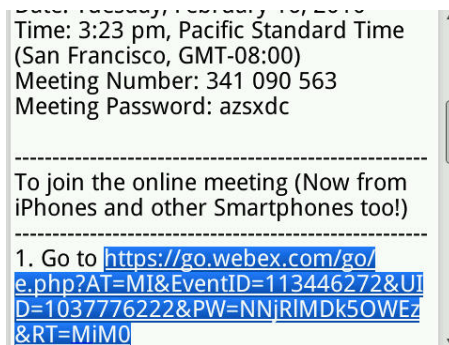 Time: 3:23 pm, Pacific Standard Time
(San Francisco, GMT-08:00)
Meeting Number: 341 090 563
Meeting Password: azsxdc
-------------------------------------------------------
To join the online meeting (Now from
iPhones and other Smartphones too!)
-------------------------------------------------------
1. Go to https://go.webex.com/go/
e.php?AT=MI&EventID=113446272&UI
D=1037776222&PW=NNjRlMDk5OWEz
&RT=MiM0